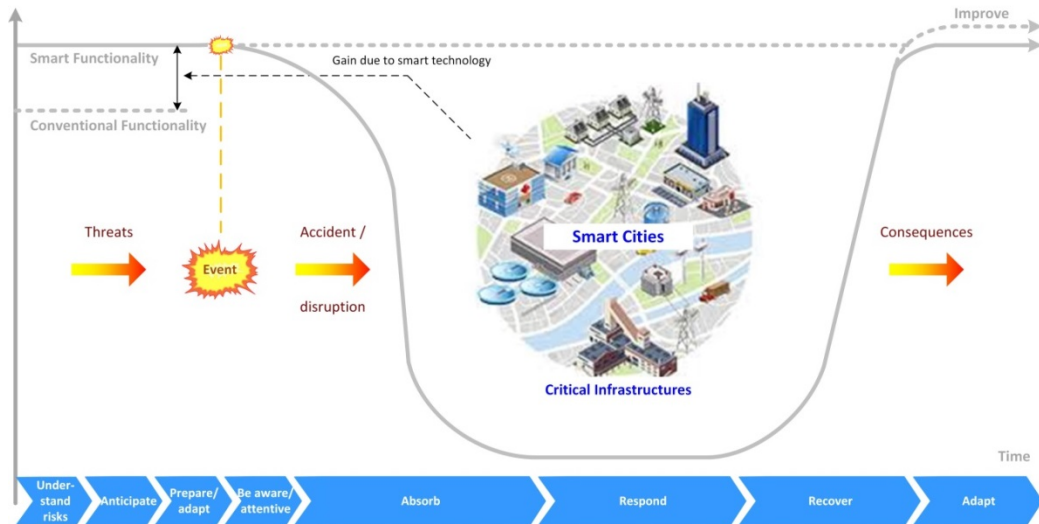 Improve
Smart Functionality
Gain due to smart technology
Conventional Functionality
Threats
Event
Accident /
disruption
Smart Cities
Critical Infrastructures
Consequences
Time
Under-
stand
risks
Anticipate
Prepare/
adapt
Be aware/
attentive
Absorb
Respond
Recover
Adapt